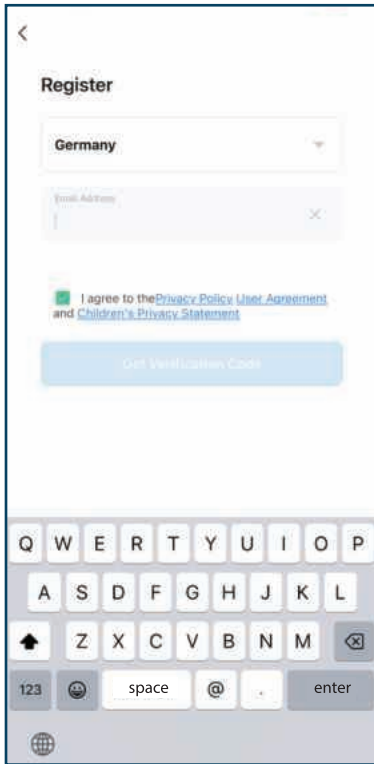 Register
Germany
Email Address
I agree to the Privacy Policy User Agreement
and Children's Privacy Statement
Get Verification Code
Q W E R T Y U I O P
A S D F G H J K L
Z X C V B N M
123 space @ . enter